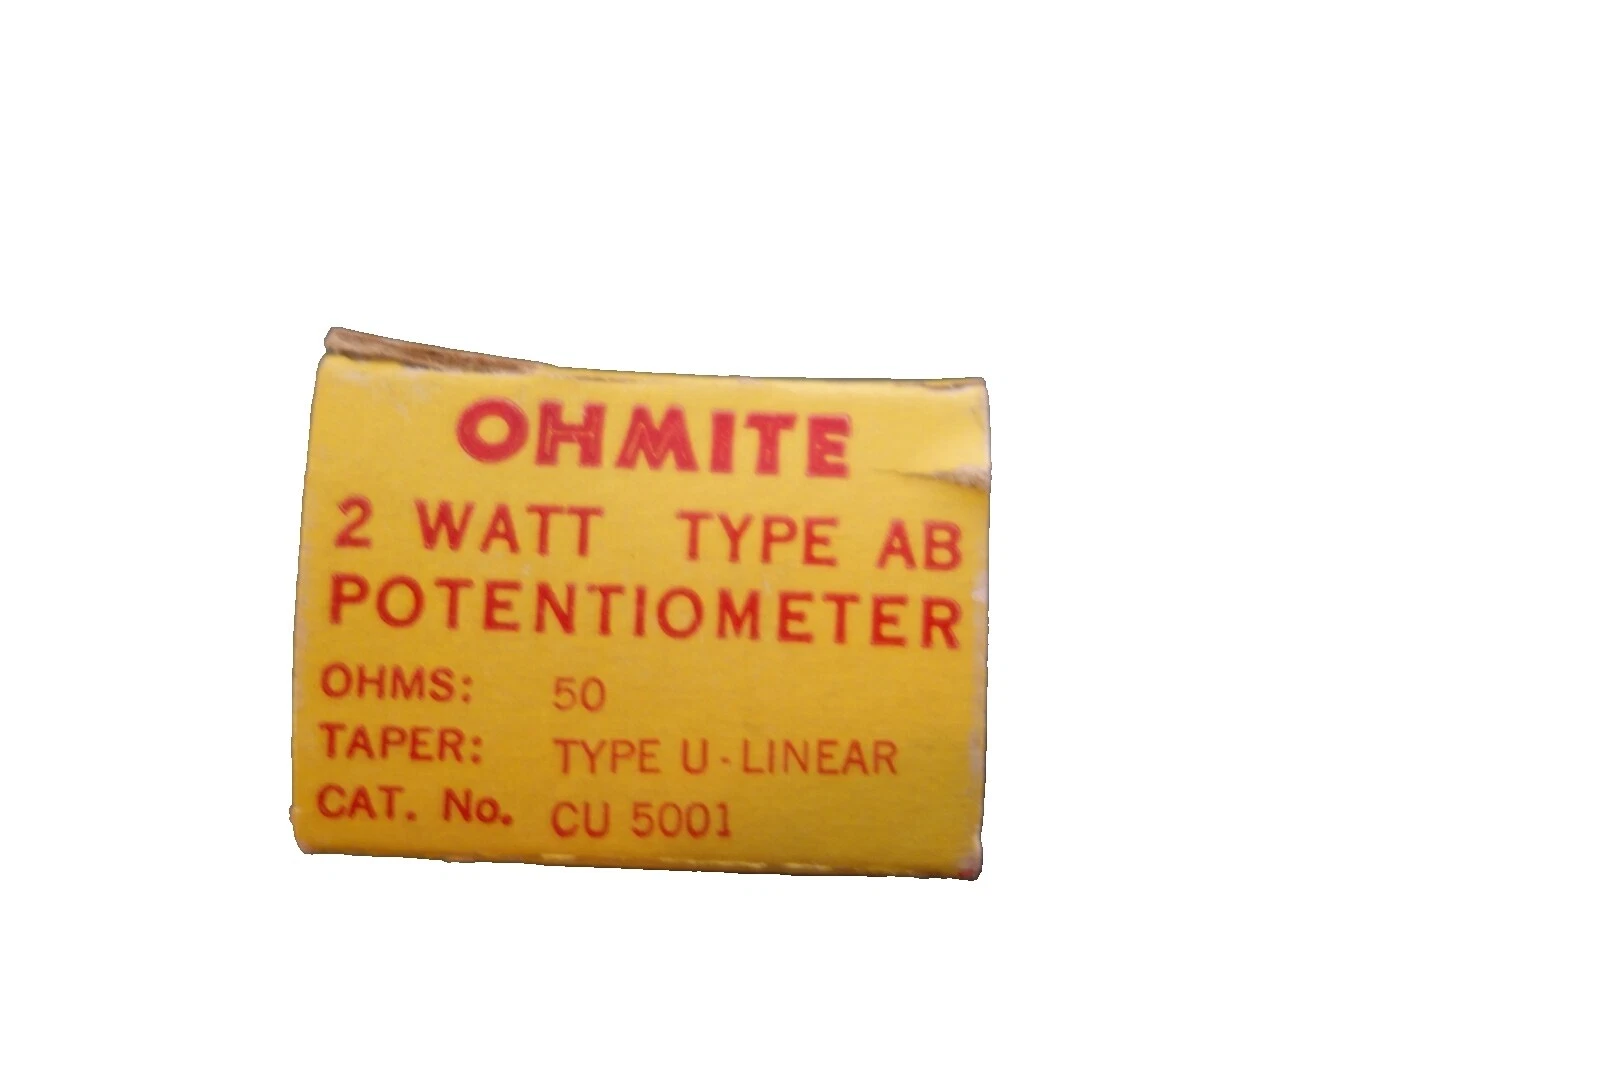 OHMITE
2 WATT TYPE AB
POTENTIOMETER
OHMS: 50
TAPER: TYPE U-LINEAR
CAT. No. CU 5001